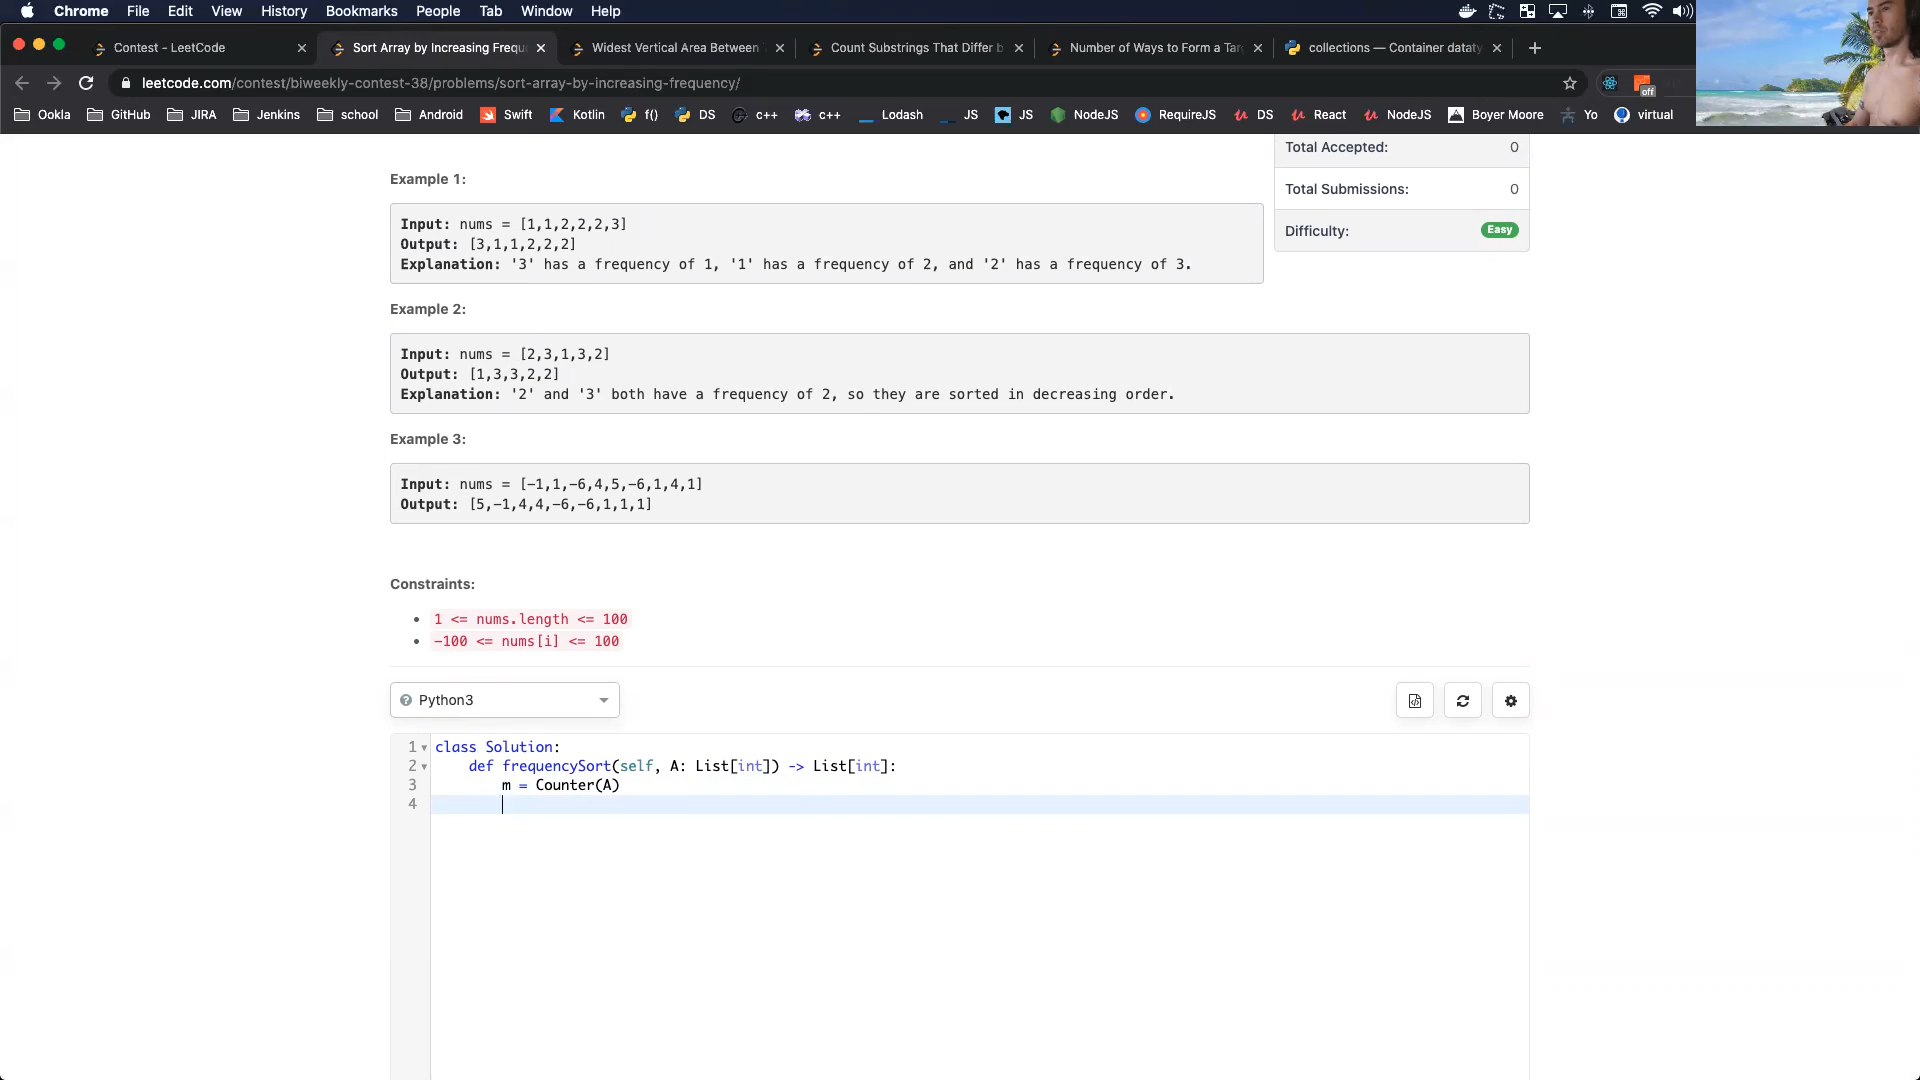 Chrome File Edit View History Bookmarks People Tab Window Help
Contest - LeetCode Sort Array by Increasing Frequ Widest Vertical Area Between Count Substrings That Differ b Number of Ways to Form a Tar collections — Container dataty
leetcode.com/contest/biweekly-contest-38/problems/sort-array-by-increasing-frequency/
off
Ookla GitHub JIRA Jenkins school Android Swift Kotlin f() DS c++ c++ Lodash JS JS NodeJS RequireJS DS React NodeJS Boyer Moore Yo virtual
Total Accepted: 0
Total Submissions: 0
Difficulty: Easy
Example 1:
Input: nums = [1,1,2,2,2,3]
Output: [3,1,1,2,2,2]
Explanation: '3' has a frequency of 1, '1' has a frequency of 2, and '2' has a frequency of 3.
Example 2:
Input: nums = [2,3,1,3,2]
Output: [1,3,3,2,2]
Explanation: '2' and '3' both have a frequency of 2, so they are sorted in decreasing order.
Example 3:
Input: nums = [-1,1,-6,4,5,-6,1,4,1]
Output: [5,-1,4,4,-6,-6,1,1,1]
Constraints:
1 <= nums.length <= 100
-100 <= nums[i] <= 100
Python3
1 class Solution:
2 def frequencySort(self, A: List[int]) -> List[int]:
3 m = Counter(A)
4